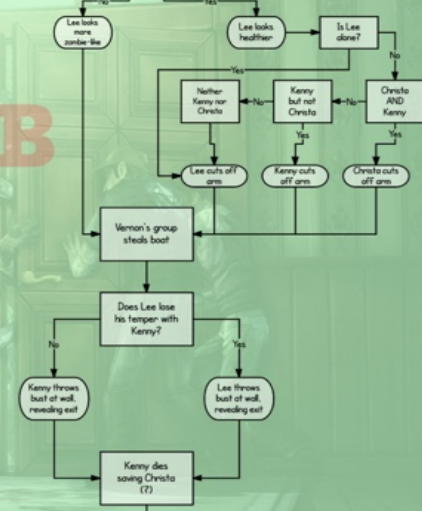 No
Yes
Lee looks
more
zombie-like
Lee looks
healthier
Is Lee
alone?
Yes
No
Neither
Kenny nor
Christa
No
Kenny
but not
Christa
No
Christa
AND
Kenny
Yes
Yes
Lee cuts off
arm
Kenny cuts
off arm
Christa cuts
off arm
B
Vernon's group
steals boat
Does Lee lose
his temper with
Kenny?
No
Yes
Kenny throws
bust at wall,
revealing exit
Lee throws
bust at wall,
revealing exit
Kenny dies
saving Christa
(?)